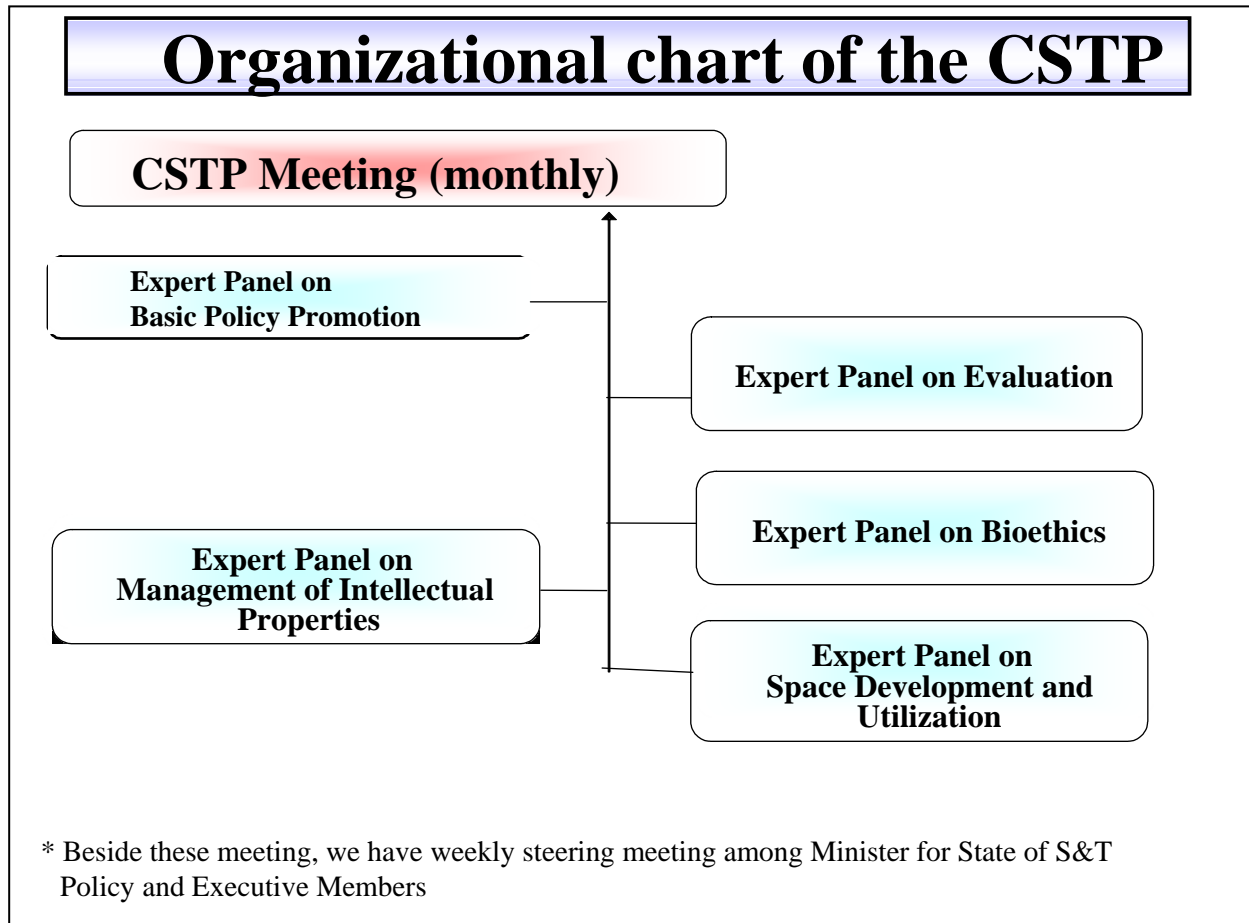 Organizational chart of the CSTP
CSTP Meeting (monthly)
Expert Panel on
Basic Policy Promotion
Expert Panel on Evaluation
Expert Panel on Bioethics
Expert Panel on
Management of Intellectual
Properties
Expert Panel on
Space Development and
Utilization
* Beside these meeting, we have weekly steering meeting among Minister for State of S&T
Policy and Executive Members